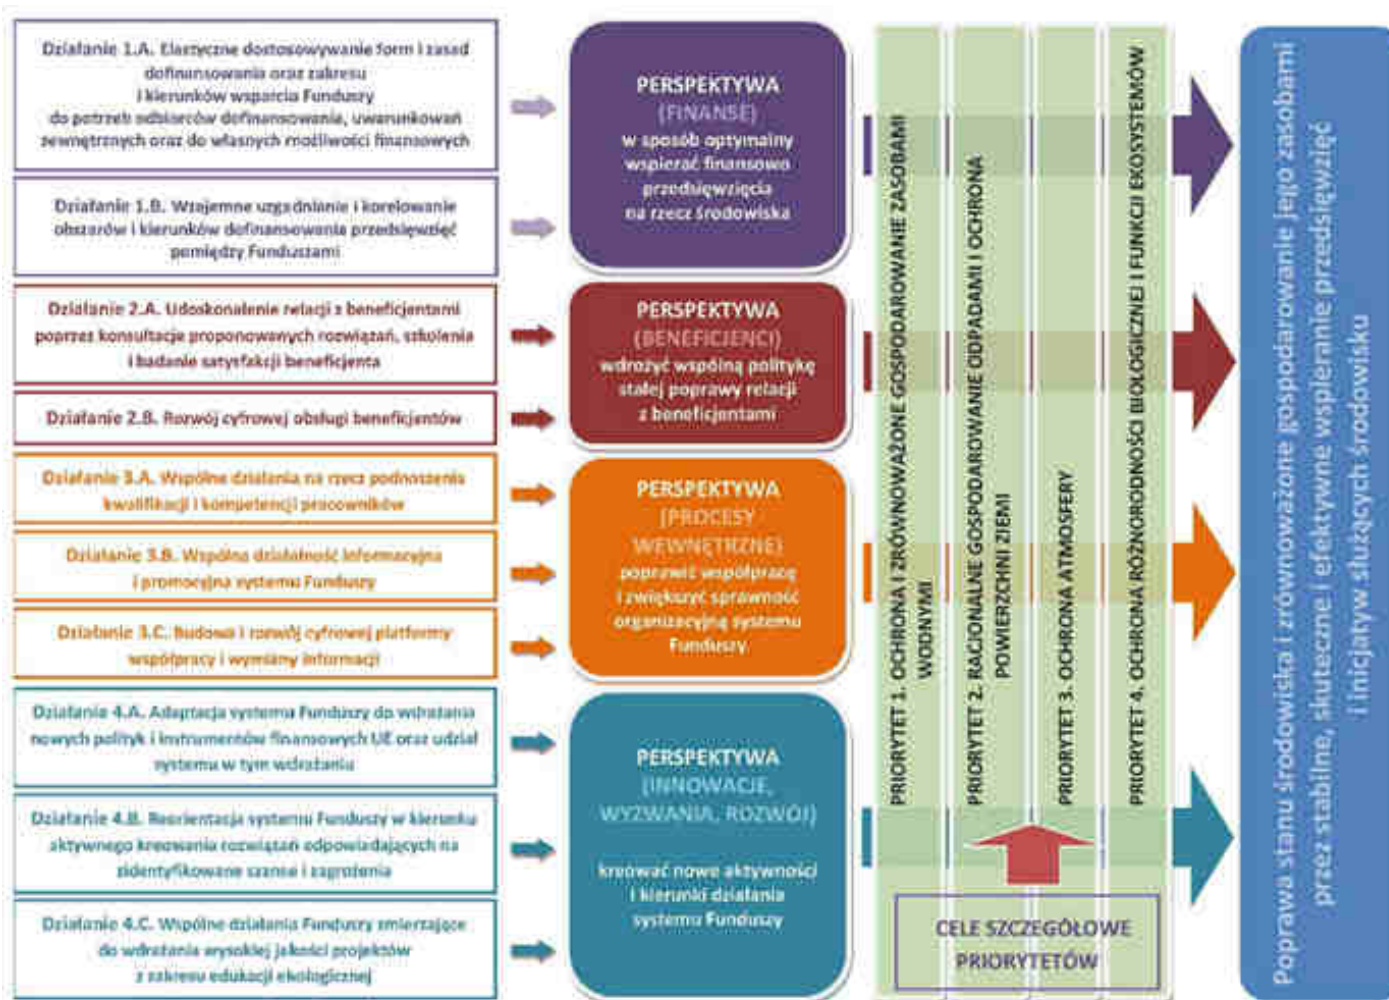 Działanie 1.A. Elastyczne dostosowywanie form i zasad
dofinansowania oraz zakresu
i kierunków wsparcia Funduszy
do potrzeb odbiorców dofinansowania, uwarunkowań
zewnętrznych oraz do własnych możliwości finansowych
Działanie 1.B. Wzajemne uzgadnianie i korelowanie
obszarów i kierunków dofinansowania przedsięwzięć
pomiędzy Funduszami
Działanie 2.A. Udoskonalenie relacji z beneficjentami
poprzez konsultacje proponowanych rozwiązań, szkolenia
i badanie satysfakcji beneficjenta
Działanie 2.B. Rozwój cyfrowej obsługi beneficjentów
Działanie 3.A. Wspólne działania na rzecz podnoszenia
kwalifikacji i kompetencji pracowników
Działanie 3.B. Wspólna działalność informacyjna
i promocyjna systemu Funduszy
Działanie 3.C. Budowa i rozwój cyfrowej platformy
współpracy i wymiany informacji
Działanie 4.A. Adaptacja systemu Funduszy do wdrażania
nowych polityk i instrumentów finansowych UE oraz udział
systemu w tym wdrażaniu
Działanie 4.B. Reorientacja systemu Funduszy w kierunku
aktywnego kreowania rozwiązań odpowiadających na
zidentyfikowane szanse i zagrożenia
Działanie 4.C. Wspólne działania Funduszy zmierzające
do wdrażania wysokiej jakości projektów
z zakresu edukacji ekologicznej
PERSPEKTYWA
(FINANSE)
w sposób optymalny
wspierać finansowo
przedsięwzięcia
na rzecz środowiska
PERSPEKTYWA
(BENEFICJENCI)
wdrożyć wspólną politykę
stałej poprawy relacji
z beneficjentami
PERSPEKTYWA
(PROCESY
WEWNĘTRZNE)
poprawić współpracę
i zwiększyć sprawność
organizacyjną systemu
Funduszy
PERSPEKTYWA
(INNOWACJE,
WYZWANIA, ROZWÓJ)
kreować nowe aktywności
i kierunki działania
systemu Funduszy
PRIORYTET 1. OCHRONA I ZRÓWNOWAŻONE GOSPODAROWANIE ZASOBAMI
WODNYMI
PRIORYTET 2. RACJONALNE GOSPODAROWANIE ODPADAMI I OCHRONA
POWIERZCHNI ZIEMI
PRIORYTET 3. OCHRONA ATMOSFERY
PRIORYTET 4. OCHRONA RÓŻNORODNOŚCI BIOLOGICZNEJ I FUNKCJI EKOSYSTEMÓW
CELE SZCZEGÓŁOWE
PRIORYTETÓW
Poprawa stanu środowiska i zrównoważone gospodarowanie jego zasobami
przez stabilne, skuteczne i efektywne wspieranie przedsięwzięć
i inicjatyw służących środowisku